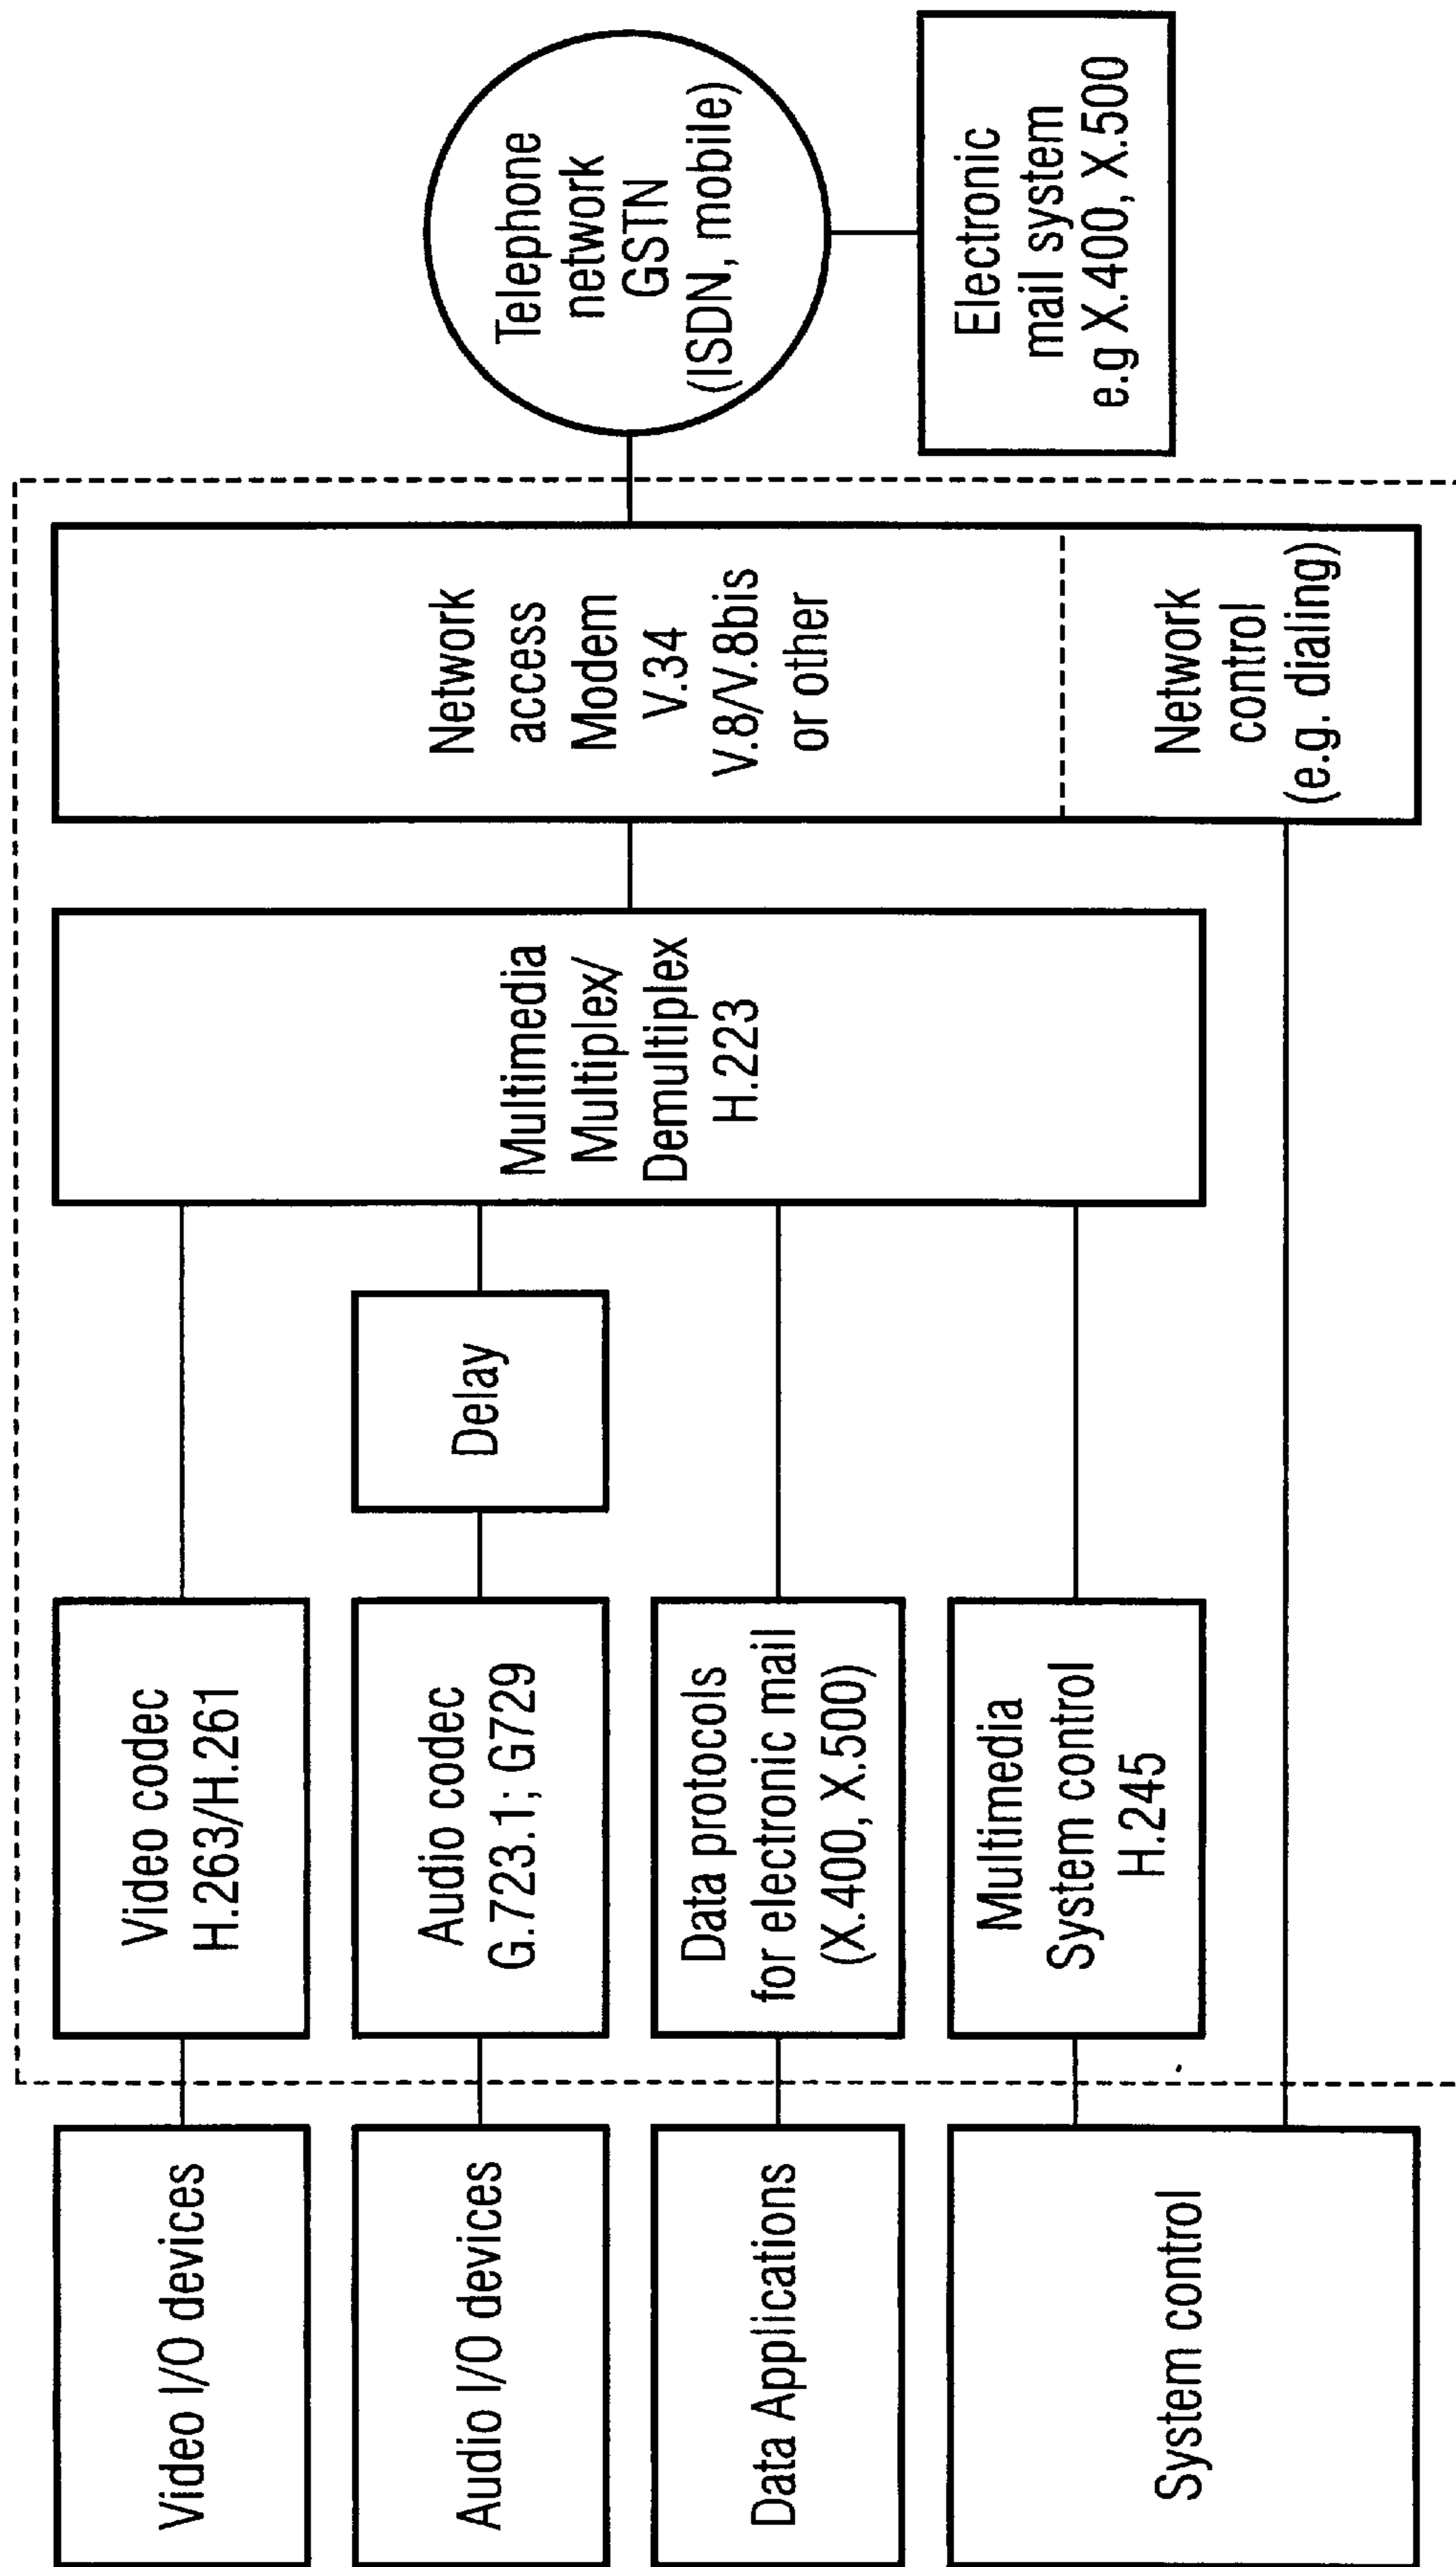 Video I/O devices
Audio I/O devices
Data Applications
System control
Video codec
H.263/H.261
Audio codec
G.723.1; G729
Data protocols
for electronic mail
(X.400, X.500)
Multimedia
System control
H.245
Delay
Multimedia
Multiplex/
Demultiplex
H.223
Network
access
Modem
V.34
V.8/V.8bis
or other
Network
control
(e.g. dialing)
Telephone
network
GSTN
(ISDN, mobile)
Electronic
mail system
e.g X.400, X.500